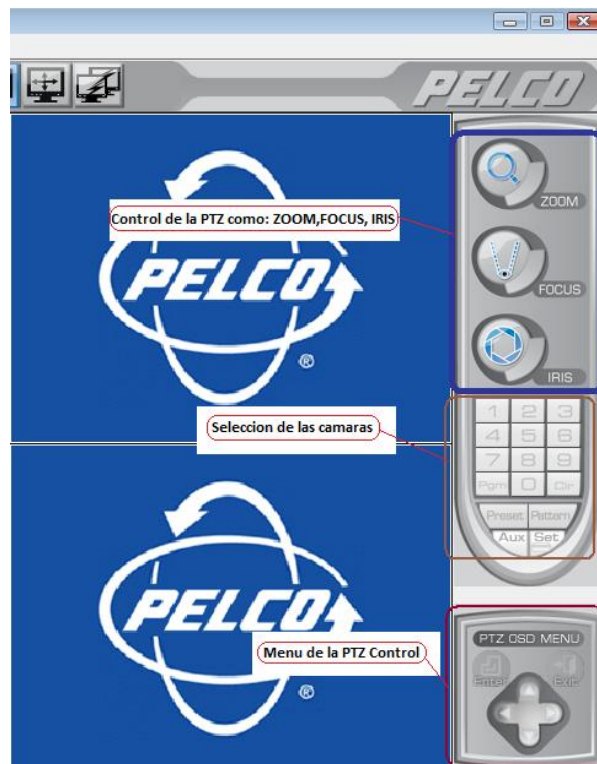 PELCO
ZOOM
Control de la PTZ como: ZOOM,FOCUS, IRIS
PELCO
®
FOCUS
IRIS
1 2 3
Seleccion de las camaras
4 5 6
7 8 9
Pgm 0 Clr
Preset Pattern
Aux Set
PELCO
®
PTZ OSD MENU
Menu de la PTZ Control
Enter Exit